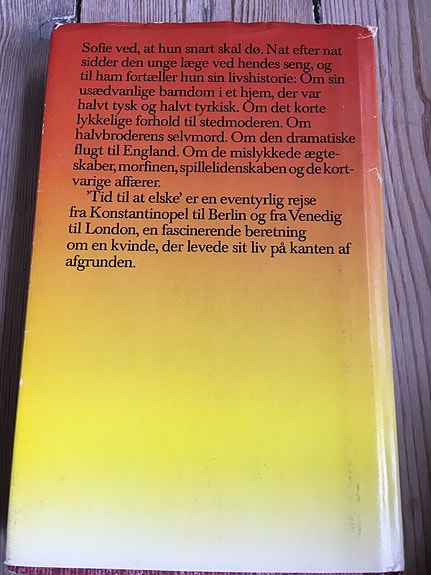 Sofie ved, at hun snart skal dø. Nat efter nat
sidder den unge læge ved hendes seng, og
til ham fortæller hun sin livshistorie: Om sin
usædvanlige barndom i et hjem, der var
halvt tysk og halvt tyrkisk. Om det korte
lykkelige forhold til stedmoderen. Om
halvbroderens selvmord. Om den dramatiske
flugt til England. Om de mislykkede ægte-
skaber, morfinen, spillelidenskaben og de kort-
varige affærer.
'Tid til at elske' er en eventyrlig rejse
fra Konstantinopel til Berlin og fra Venedig
til London, en fascinerende beretning
om en kvinde, der levede sit liv på kanten af
afgrunden.